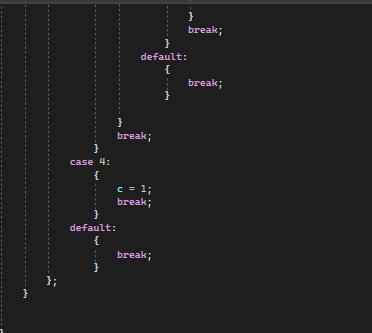 }
break;
}
default:
{
break;
}
}
break;
}
case 4:
{
c = 1;
break;
}
default:
{
break;
}
};
}